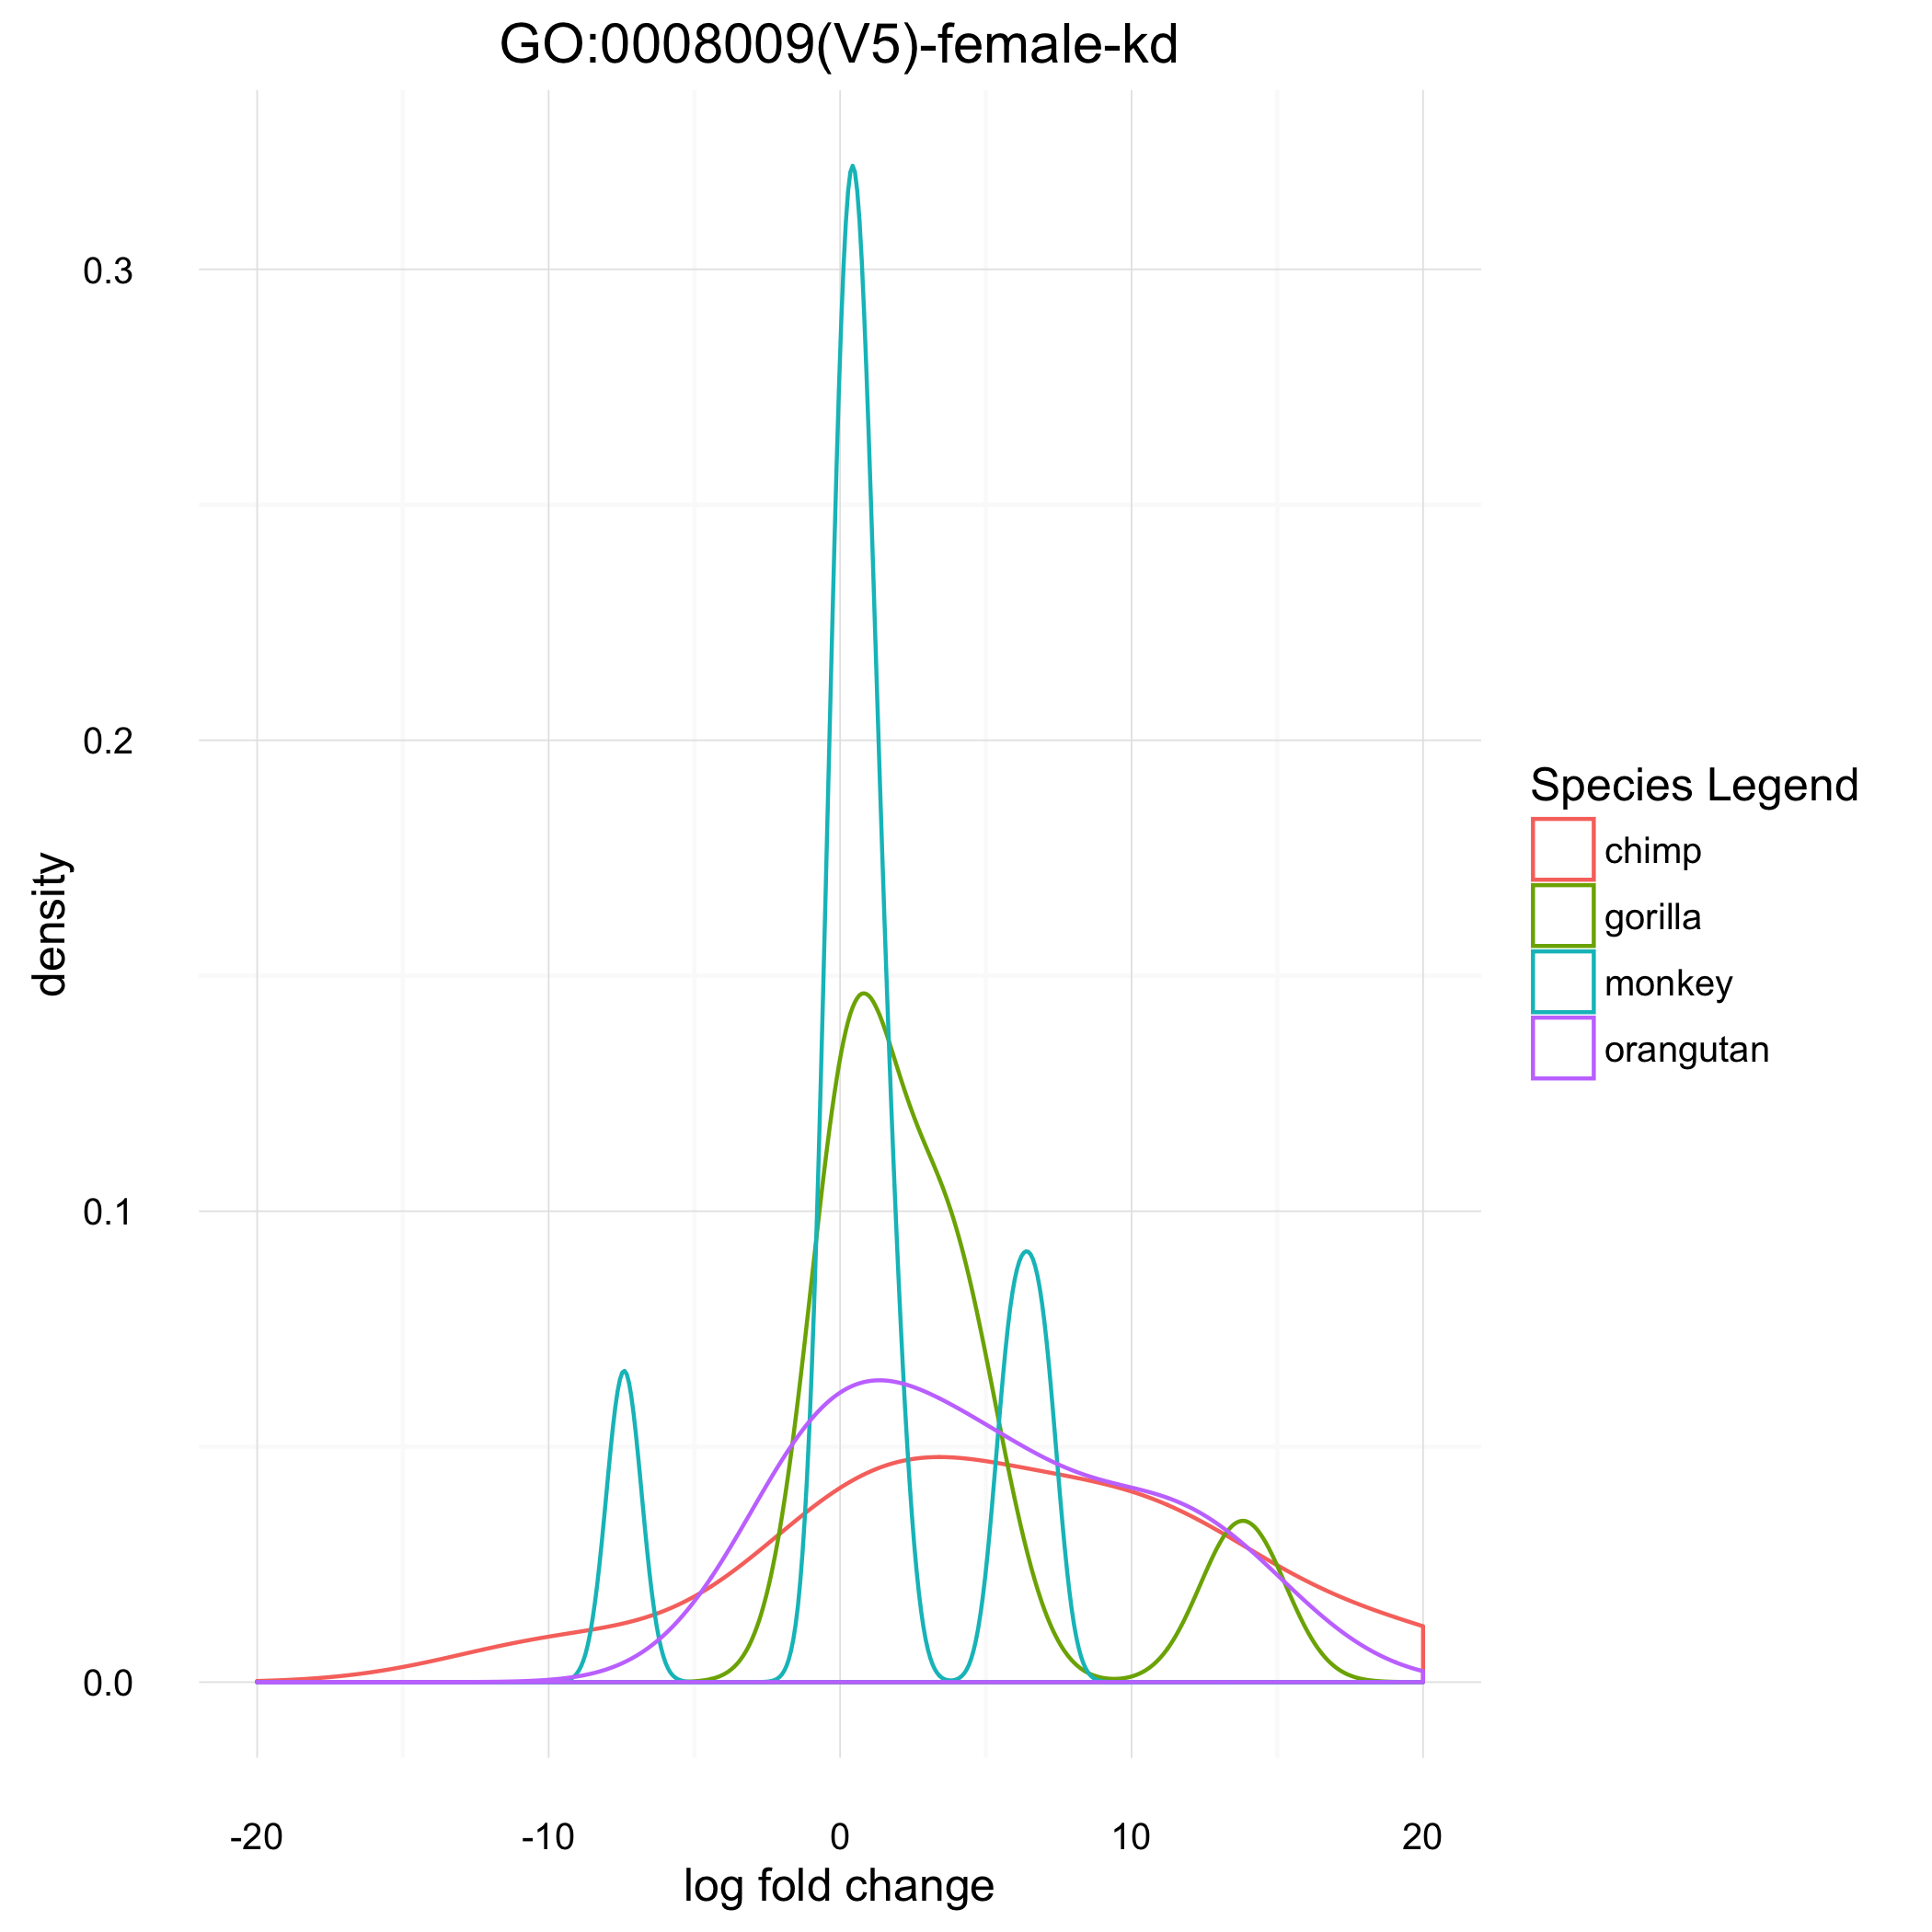 GO:0008009(V5)-female-kd
0.3
0.2
0.1
0.0
density
-20 -10 0 10 20
log fold change
Species Legend
chimp
gorilla
monkey
orangutan